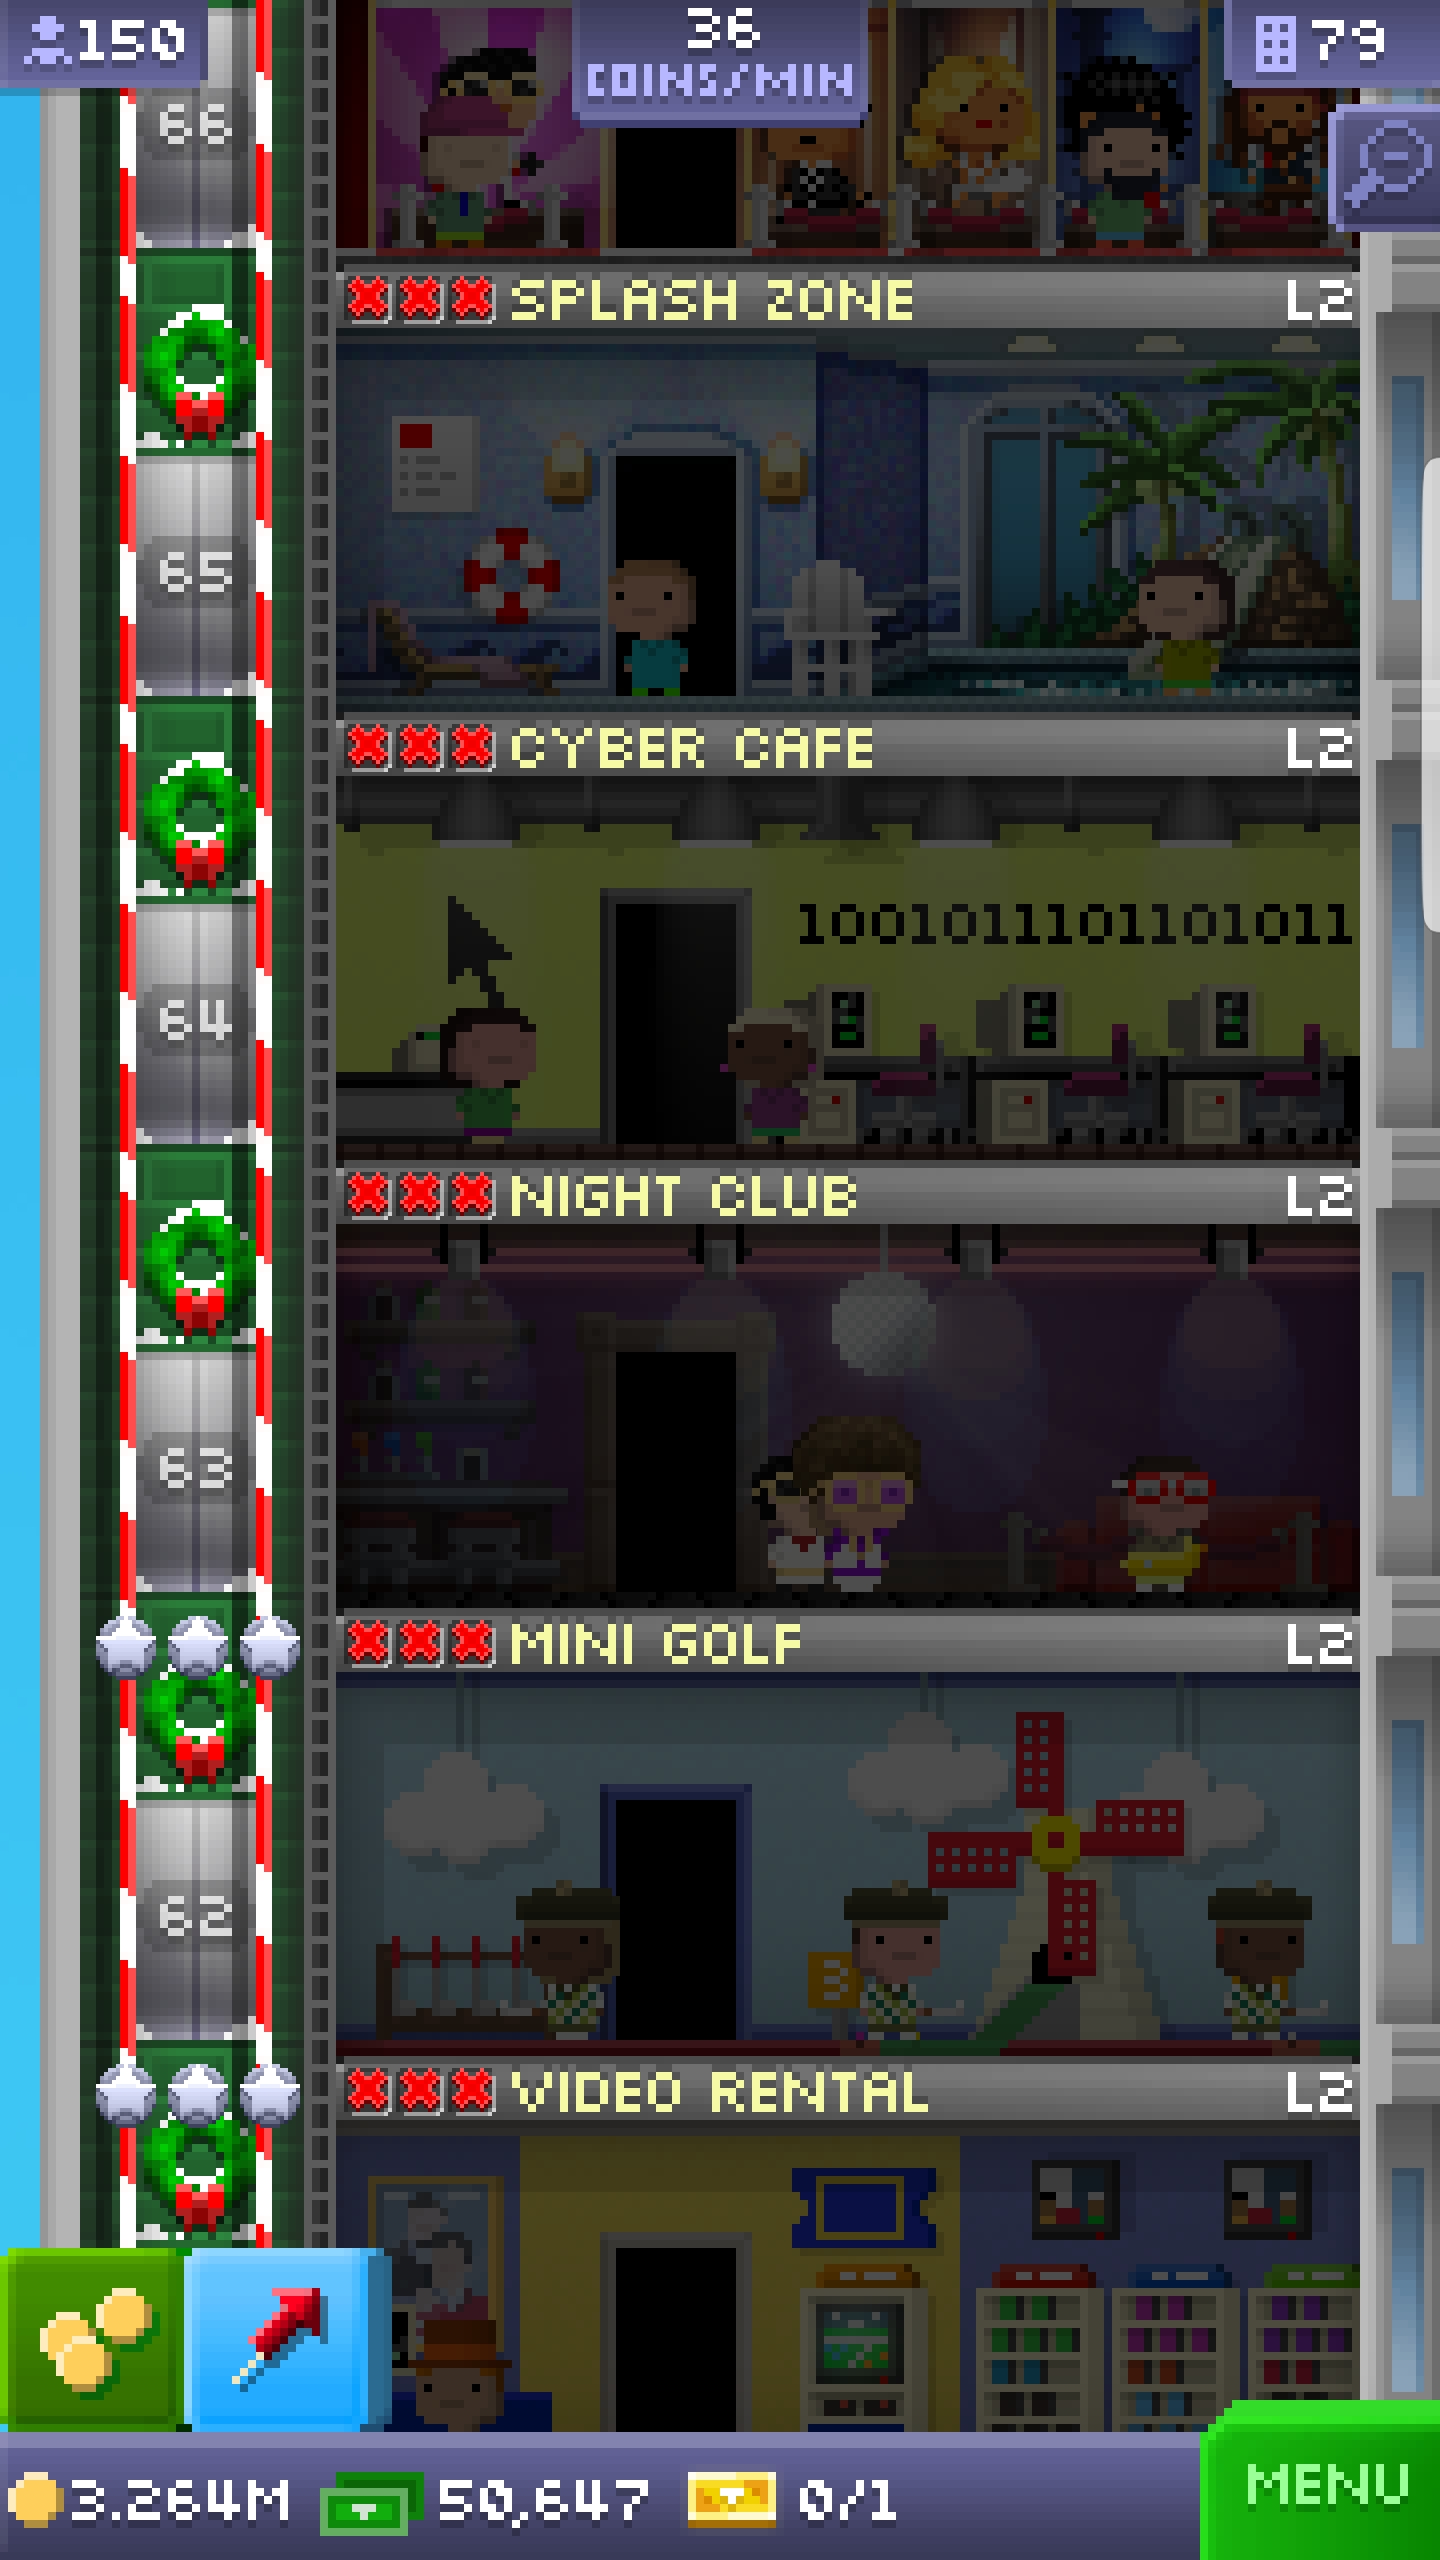 150
36
COINS/MIN
79
66
SPLASH ZONE L2
65
CYBER CAFE L2
1001011101101011
64
NIGHT CLUB L2
63
MINI GOLF L2
3
62
VIDEO RENTAL L2
3.264M 50,647 0/1
MENU